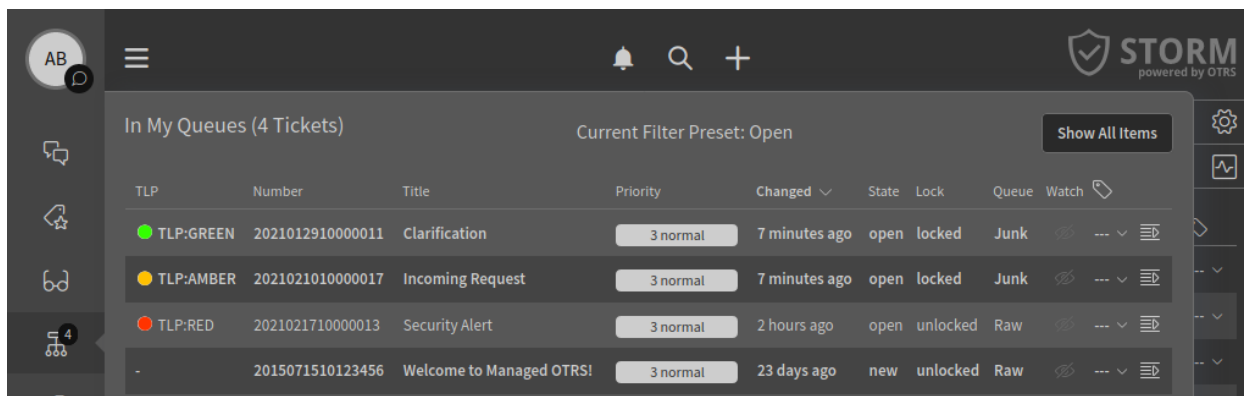 AB
STORM
powered by OTRS
In My Queues (4 Tickets)
Current Filter Preset: Open
Show All Items
TLP Number Title Priority Changed State Lock Queue Watch
TLP:GREEN 2021012910000011 Clarification 3 normal 7 minutes ago open locked Junk ---
TLP:AMBER 2021021010000017 Incoming Request 3 normal 7 minutes ago open locked Junk --- --
TLP:RED 2021021710000013 Security Alert 3 normal 2 hours ago open unlocked Raw --- --
4
- 2015071510123456 Welcome to Managed OTRS! 3 normal 23 days ago new unlocked Raw --- --